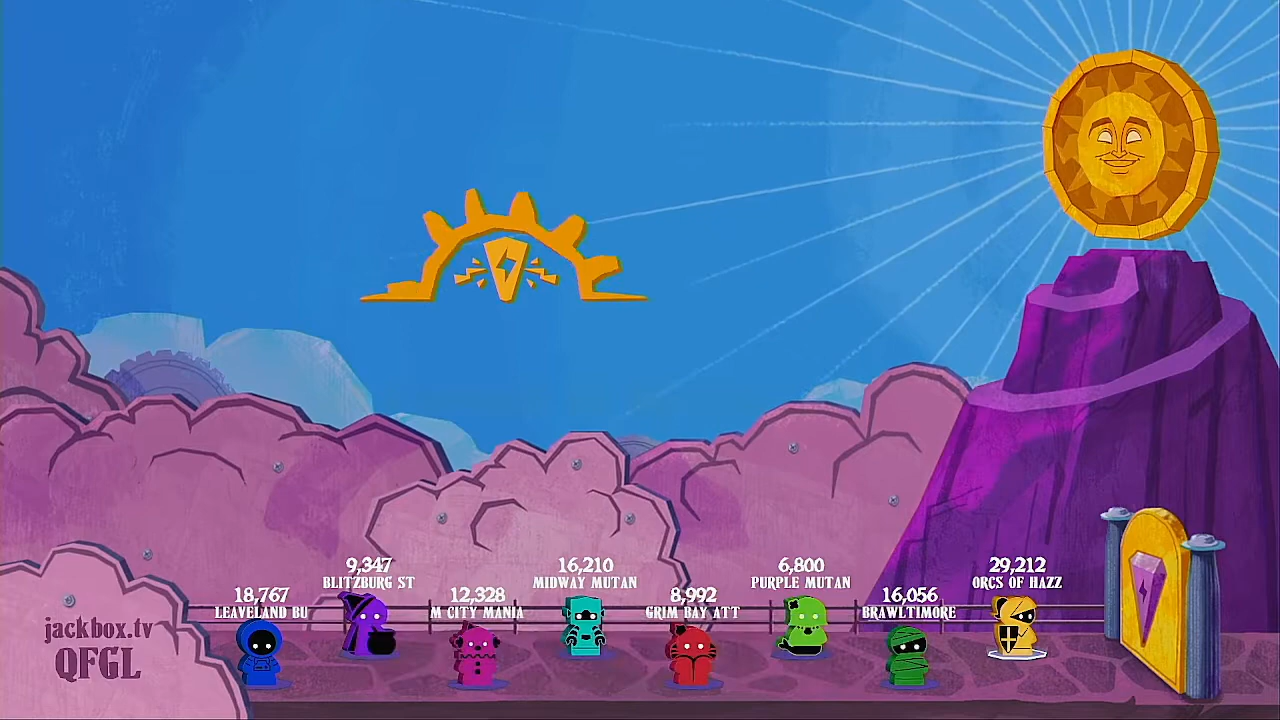 18,767
LEAVELAND BU
9,347
BLITZBURG ST
12,328
M CITY MANIA
16,210
MIDWAY MUTAN
8,992
GRIM BAY ATT
6,800
PURPLE MUTAN
16,056
BRAWLTIMORE
29,212
ORCS OF HAZZ
jackbox.tv
QFGL